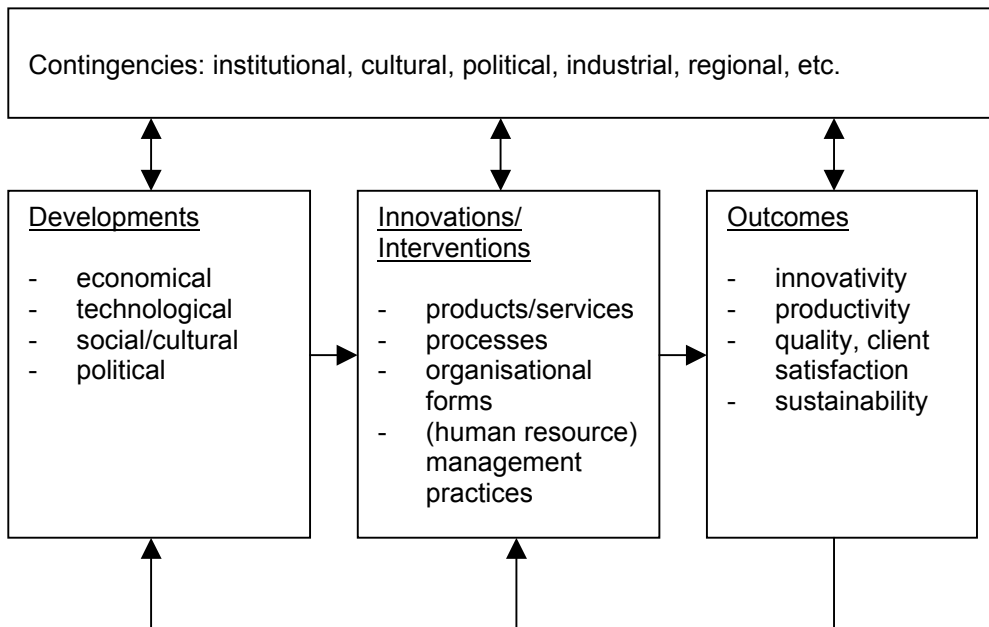 Contingencies: institutional, cultural, political, industrial, regional, etc.
Developments
- economical
- technological
- social/cultural
- political
Innovations/
Interventions
- products/services
- processes
- organisational
forms
- (human resource)
management
practices
Outcomes
- innovativity
- productivity
- quality, client
satisfaction
- sustainability